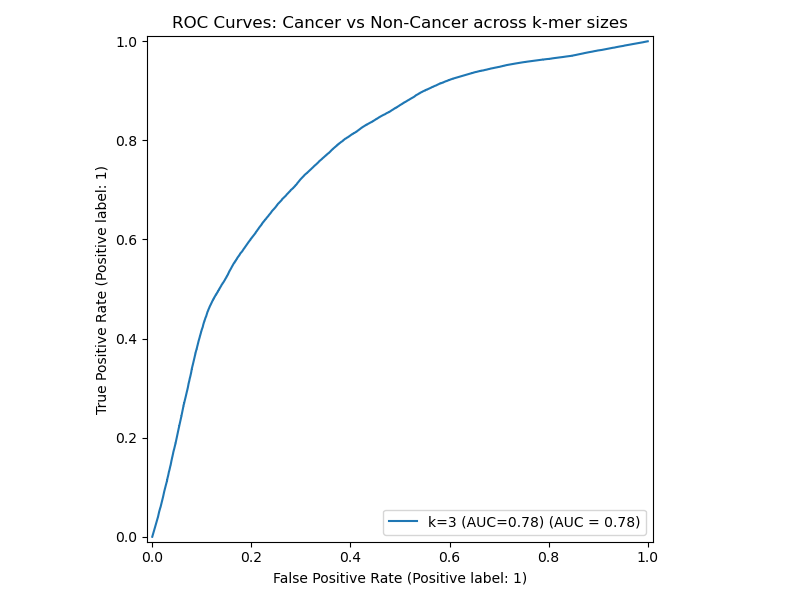 ROC Curves: Cancer vs Non-Cancer across k-mer sizes
1.0
0.8
0.6
0.4
0.2
0.0
True Positive Rate (Positive label: 1)
k=3 (AUC=0.78) (AUC = 0.78)
0.0 0.2 0.4 0.6 0.8 1.0
False Positive Rate (Positive label: 1)